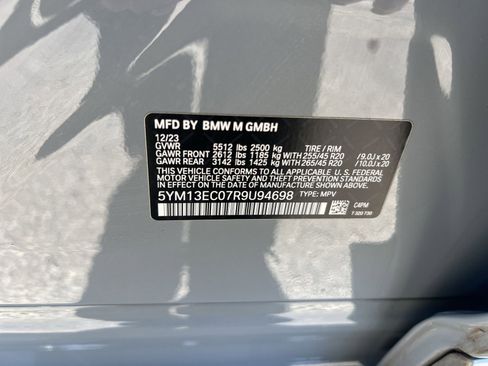 MFD BY BMW M GMBH
12/23
GVWR 5512 lbs 2500 kg TIRE / RIM
GAWR FRONT 2612 lbs 1185 kg WITH 255/45 R20 /9.0J x 20
GAWR REAR 3142 lbs 1425 kg WITH 265/45 R20 /10.0J x 20
THIS VEHICLE CONFORMS TO ALL APPLICABLE U.S. FEDERAL
MOTOR VEHICLE SAFETY AND THEFT PREVENTION STANDARDS
IN EFFECT ON THE DATE OF MANUFACTURE SHOWN ABOVE.
5YM13EC07R9U94698 TYPE: MPV
C4PM
7 320 730